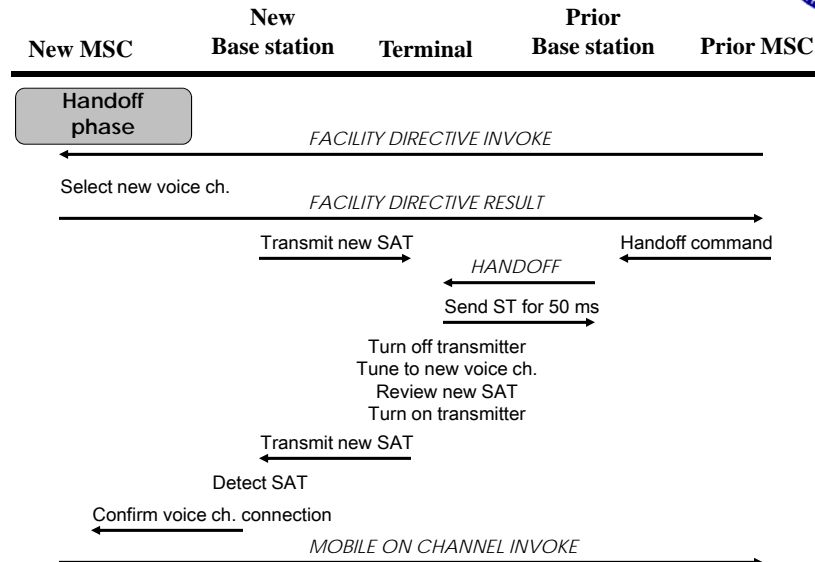 New MSC
New
Base station
Terminal
Prior
Base station
Prior MSC
Handoff
phase
FACILITY DIRECTIVE INVOKE
Select new voice ch.
FACILITY DIRECTIVE RESULT
Transmit new SAT
Handoff command
HANDOFF
Send ST for 50 ms
Turn off transmitter
Tune to new voice ch.
Review new SAT
Turn on transmitter
Transmit new SAT
Detect SAT
Confirm voice ch. connection
MOBILE ON CHANNEL INVOKE